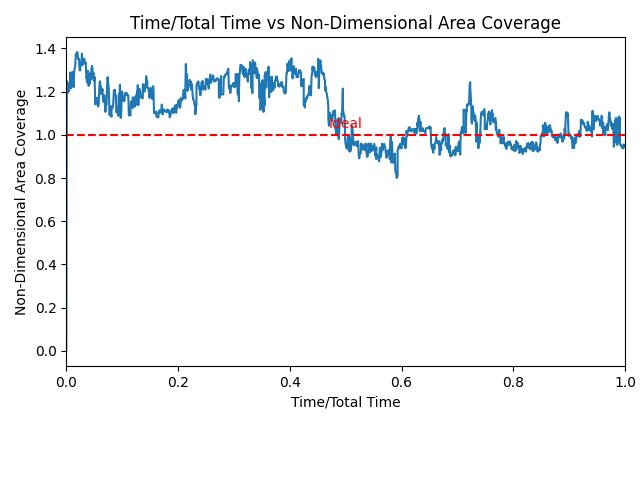 Time/Total Time vs Non-Dimensional Area Coverage
Non-Dimensional Area Coverage
1.4
1.2
1.0
0.8
0.6
0.4
0.2
0.0
Ideal
0.0 0.2 0.4 0.6 0.8 1.0
Time/Total Time